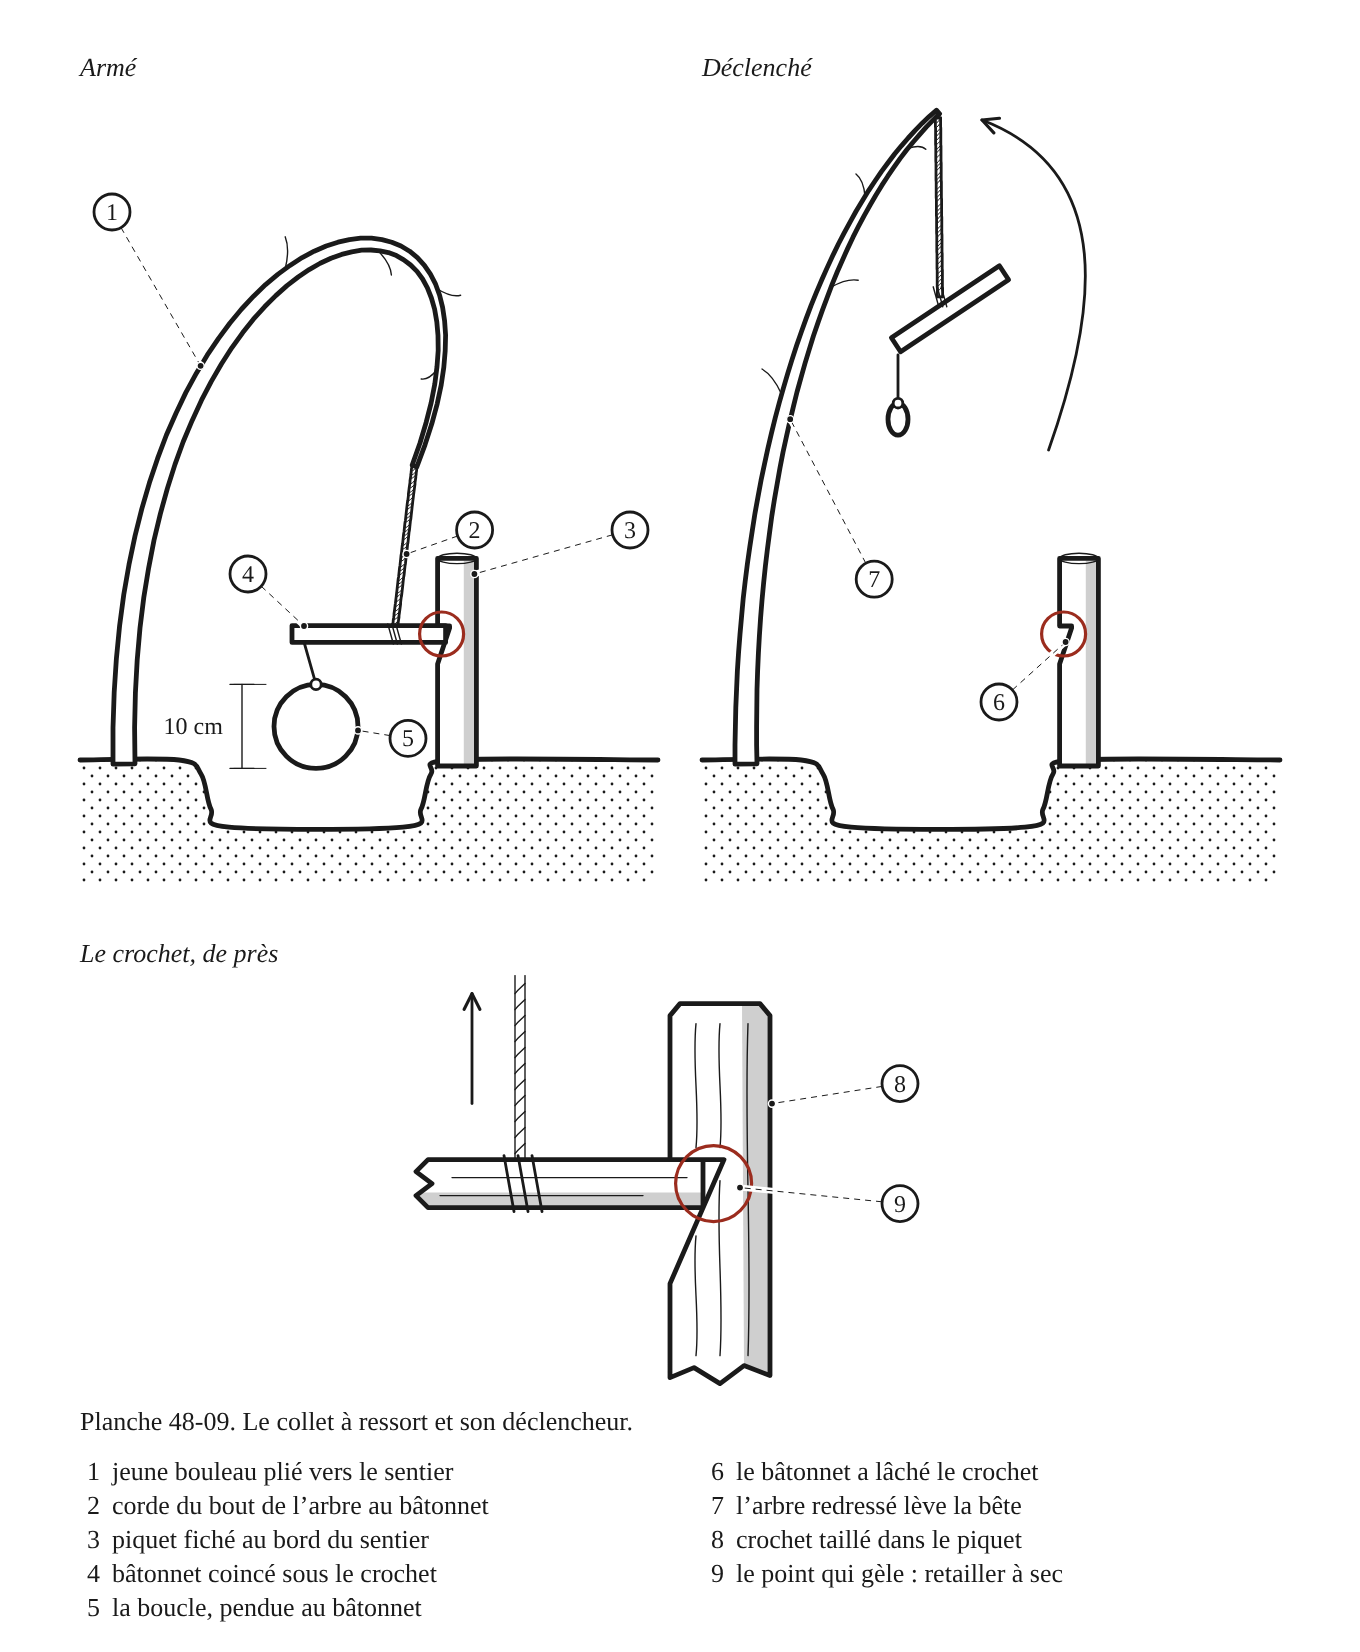 Armé
Déclenché
1
2
3
4
10 cm
5
7
6
Le crochet, de près
8
9
Planche 48-09. Le collet à ressort et son déclencheur.
1 jeune bouleau plié vers le sentier
2 corde du bout de l’arbre au bâtonnet
3 piquet fiché au bord du sentier
4 bâtonnet coincé sous le crochet
5 la boucle, pendue au bâtonnet
6 le bâtonnet a lâché le crochet
7 l’arbre redressé lève la bête
8 crochet taillé dans le piquet
9 le point qui gèle : retailler à sec